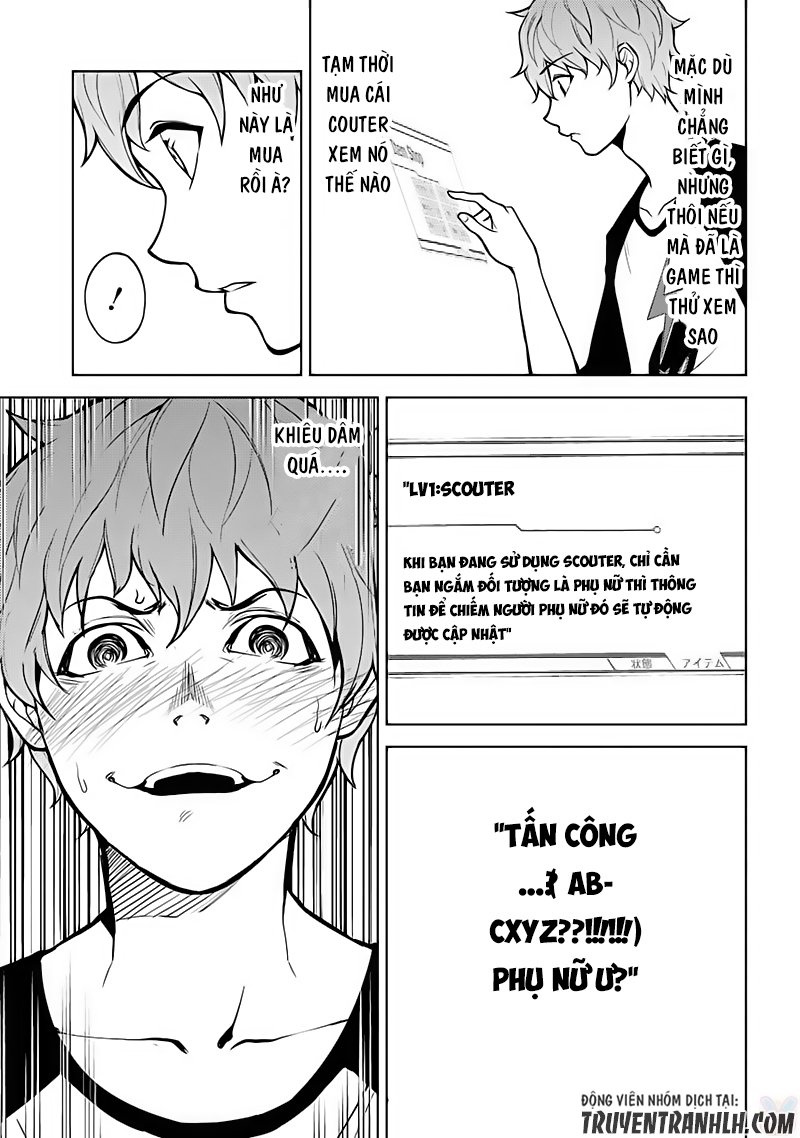 MẶC DÙ
MÌNH
CHẲNG
BIẾT GÌ,
NHƯNG
THÔI NẾU
MÀ ĐÃ LÀ
GAME THÌ
THỬ XEM
SAO
TẠM THỜI
MUA CÁI
COUTER
XEM NÓ
THẾ NÀO
Item Shop
NHƯ
NÀY LÀ
MUA
RỒI À?
!
"LV1:SCOUTER
KHI BẠN ĐANG SỬ DỤNG SCOUTER, CHỈ CẦN
BẠN NGẮM ĐỐI TƯỢNG LÀ PHỤ NỮ THÌ THÔNG
TIN ĐỂ CHIẾM NGƯỜI PHỤ NỮ ĐÓ SẼ TỰ ĐỘNG
ĐƯỢC CẬP NHẬT"
状態 アイテム
KHIÊU DÂM
QUÁ....
"TẤN CÔNG
AB-
CXYZ??!!!1!!!)
PHỤ NỮ Ư?"
ĐỘNG VIÊN NHÓM DỊCH TẠI:
TRUYENTRANHLH.COM